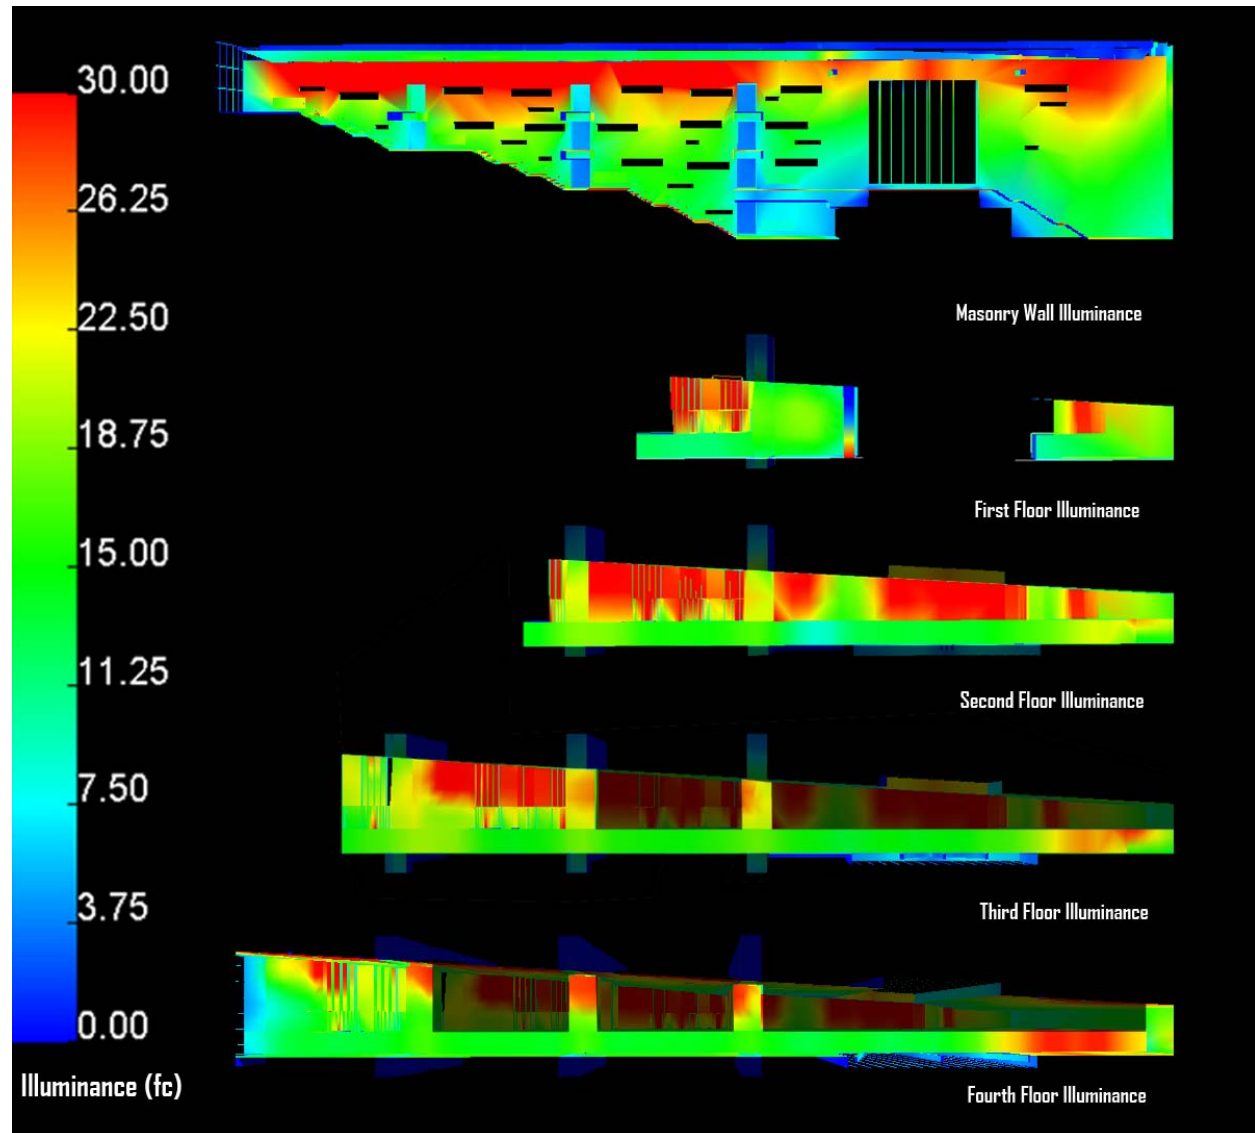 30.00
26.25
22.50
18.75
15.00
11.25
7.50
3.75
0.00
Illuminance (fc)
Masonry Wall Illuminance
First Floor Illuminance
Second Floor Illuminance
Third Floor Illuminance
Fourth Floor Illuminance